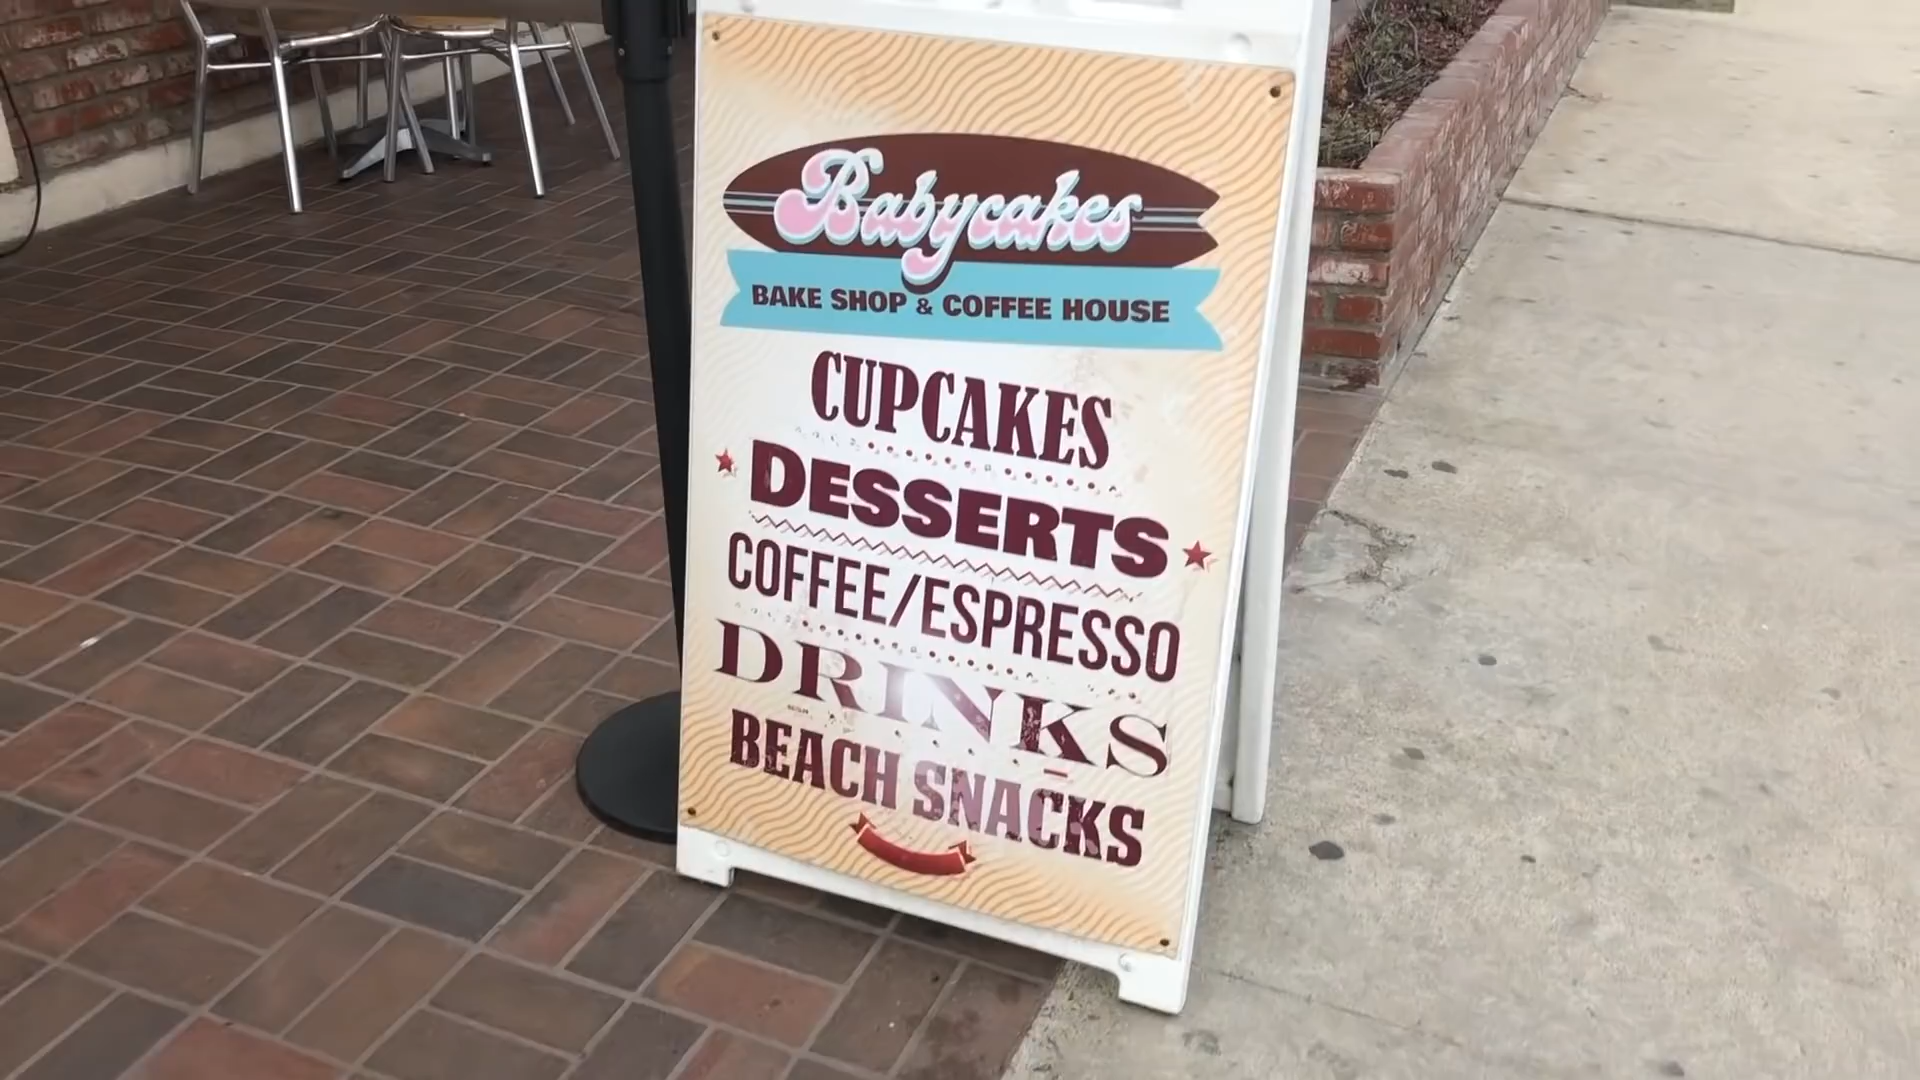 Babycakes
BAKE SHOP & COFFEE HOUSE
CUPCAKES
DESSERTS
COFFEE/ESPRESSO
DRINKS
BEACH SNACKS